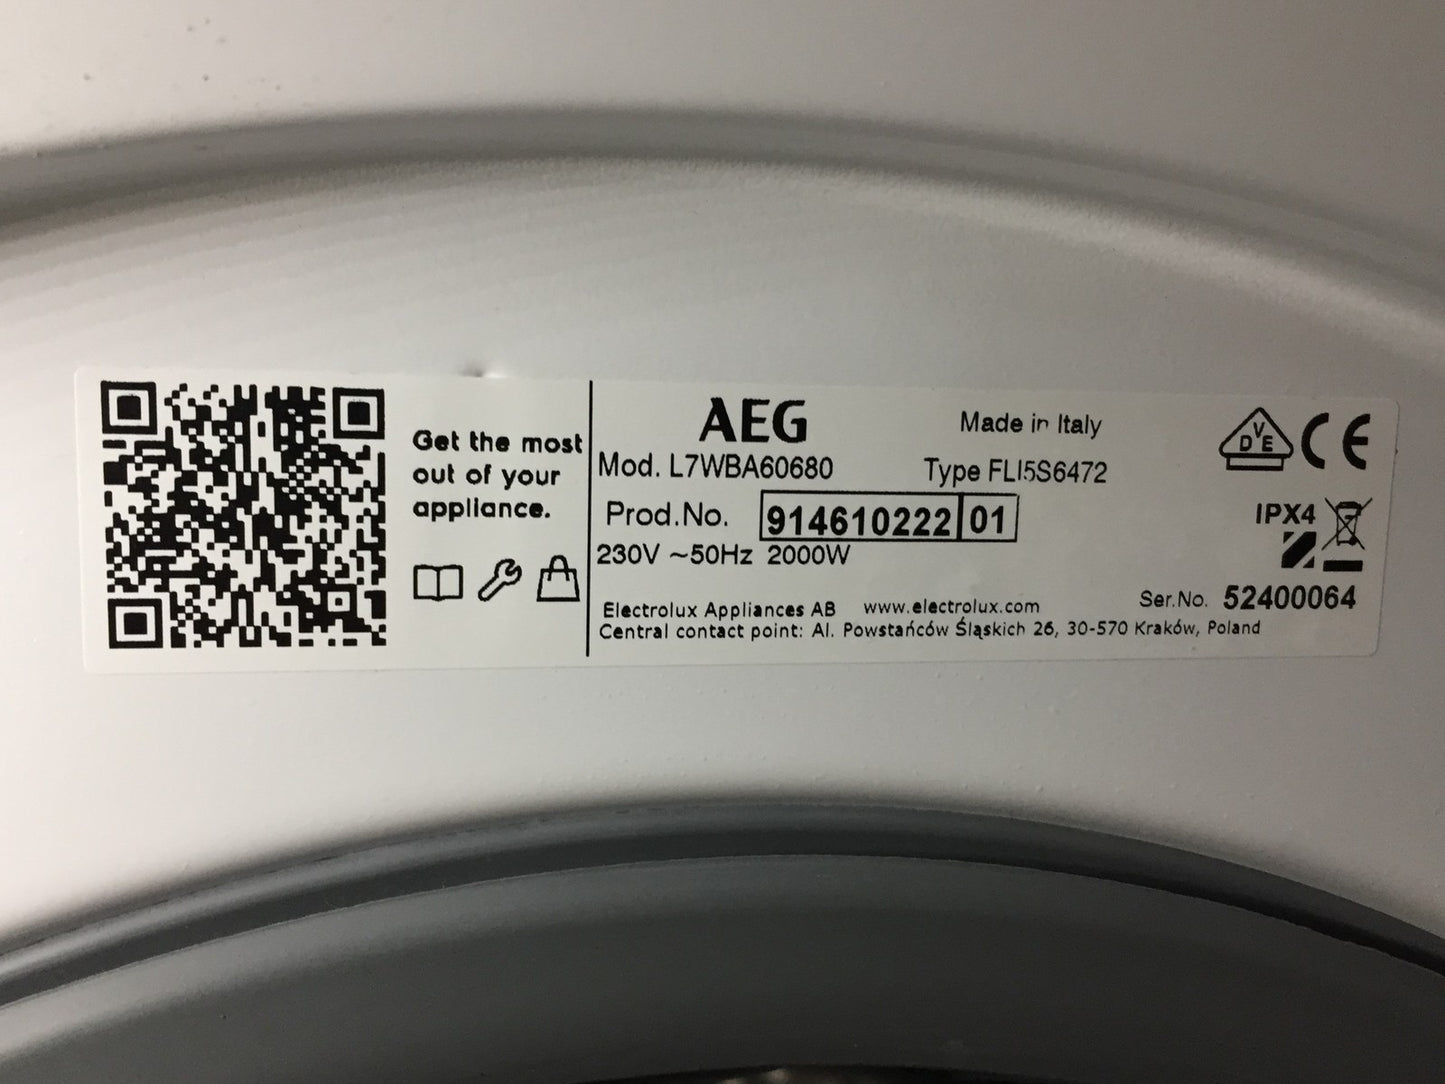 Get the most
out of your
appliance.
AEG
Made in Italy
Mod. L7WBA60680
Type FLI5S6472
Prod.No. 914610222 01
230V ~50Hz 2000W
Electrolux Appliances AB www.electrolux.com
Central contact point: Al. Powstańców Śląskich 26, 30-570 Kraków, Poland
DVE CE
IPX4
Ser.No. 52400064